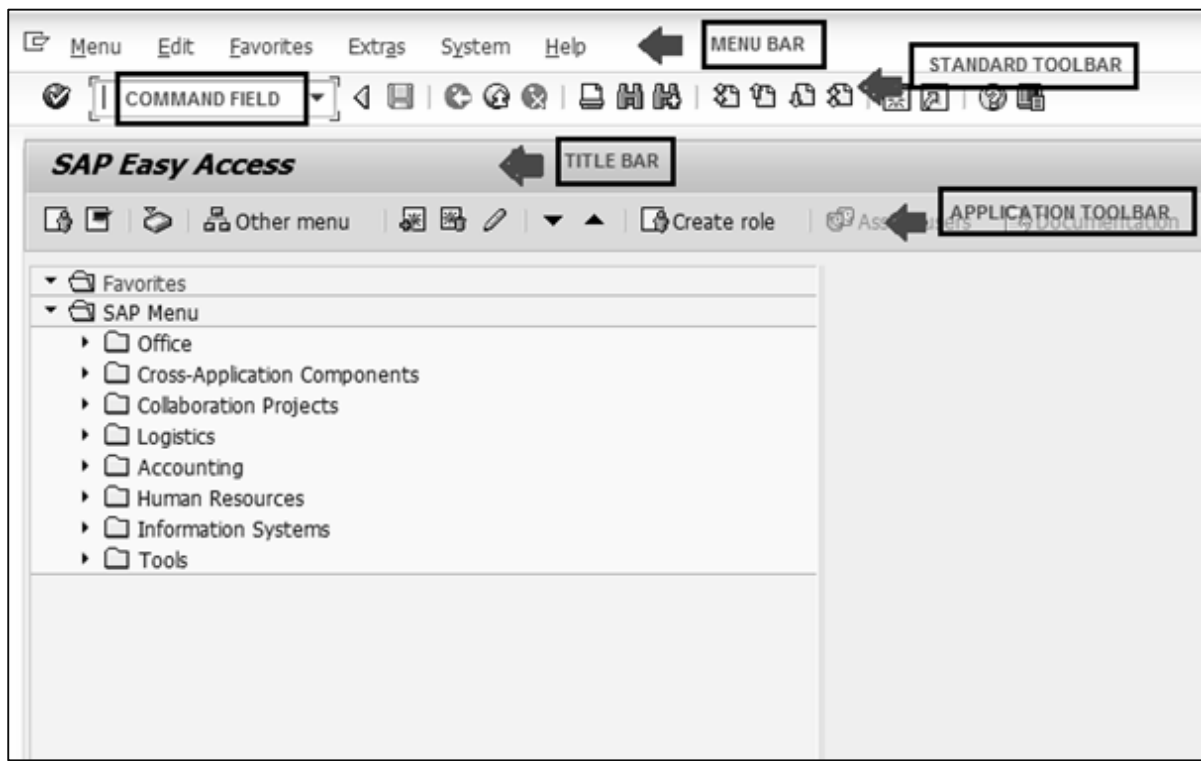 Menu Edit Favorites Extras System Help MENU BAR
STANDARD TOOLBAR
COMMAND FIELD
SAP Easy Access TITLE BAR
Other menu Create role APPLICATION TOOLBAR
Documentation
Favorites
SAP Menu
Office
Cross-Application Components
Collaboration Projects
Logistics
Accounting
Human Resources
Information Systems
Tools